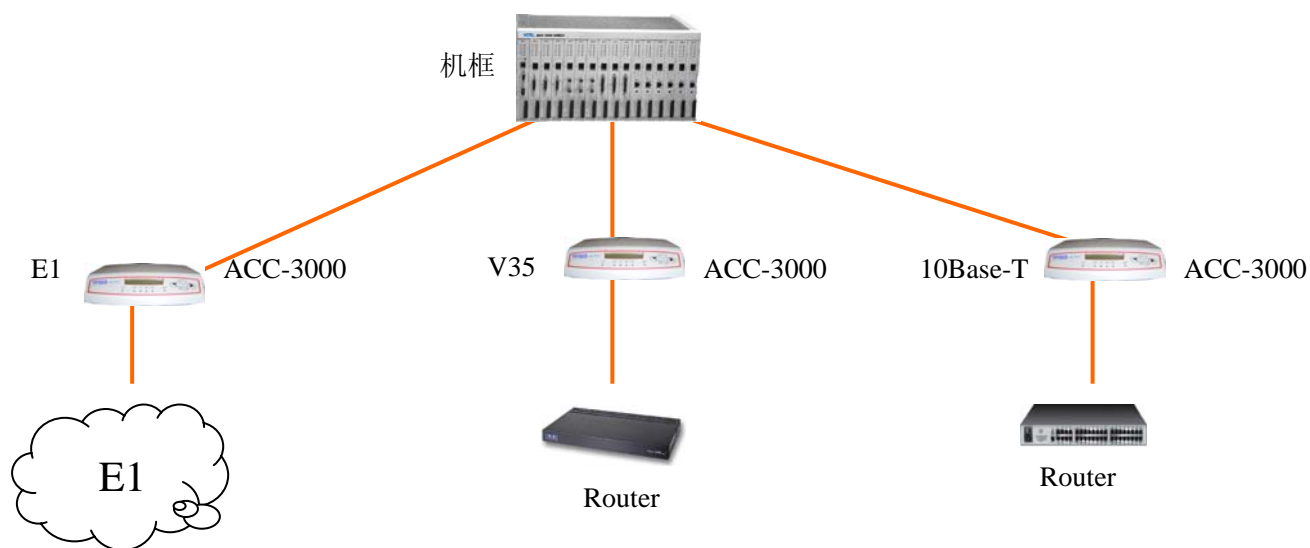 机框
E1
ACC-3000
V35
ACC-3000
10Base-T
ACC-3000
E1
Router
Router